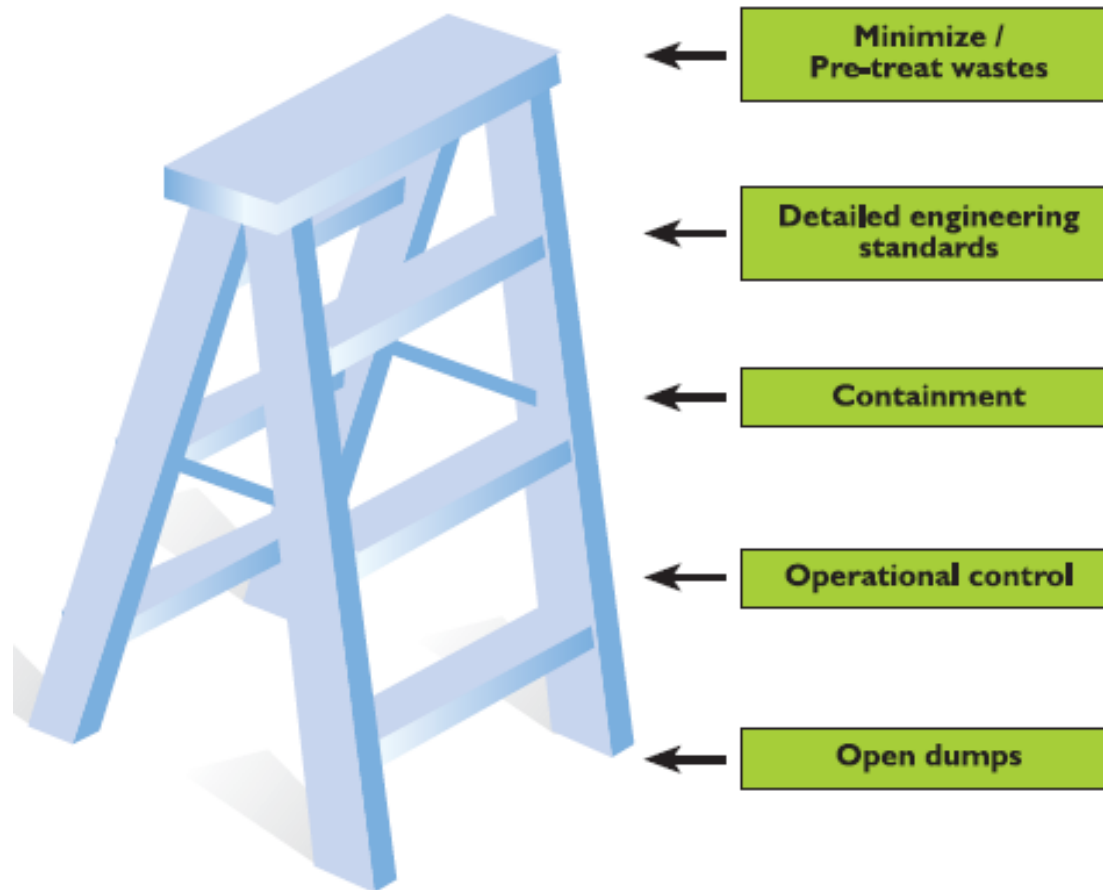 Minimize /
Pre-treat wastes
Detailed engineering
standards
Containment
Operational control
Open dumps